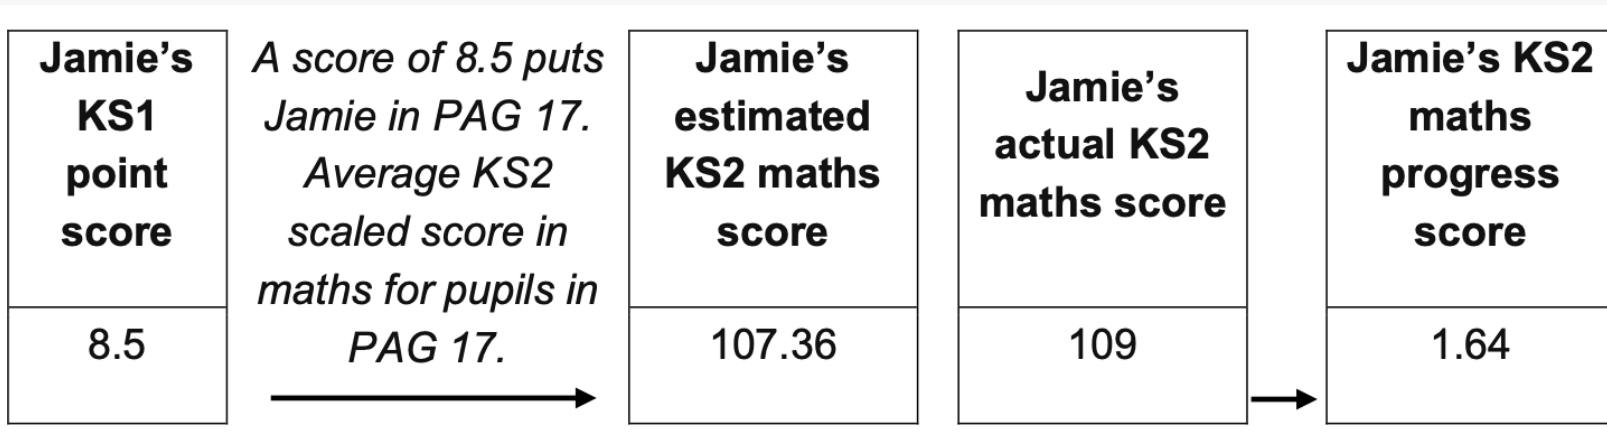 Jamie's
KS1
point
score
8.5
A score of 8.5 puts
Jamie in PAG 17.
Average KS2
scaled score in
maths for pupils in
PAG 17.
Jamie's
estimated
KS2 maths
score
107.36
Jamie's
actual KS2
maths score
109
Jamie's KS2
maths
progress
score
1.64